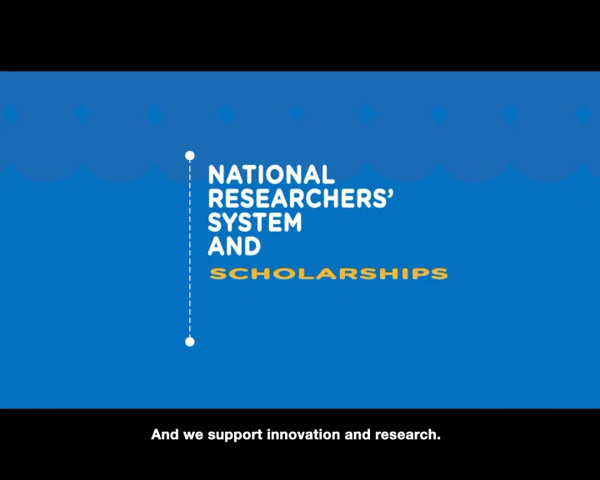 NATIONAL
RESEARCHERS'
SYSTEM
AND
SCHOLARSHIPS
And we support innovation and research.